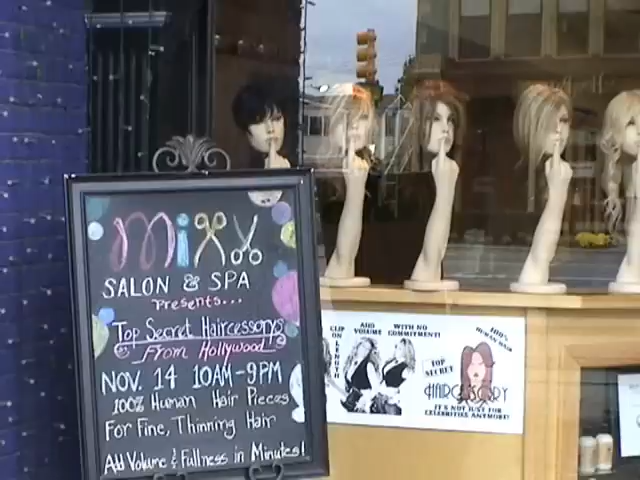 MiXX
SALON & SPA
Presents...
Top Secret Haircessorys
From Hollywood
NOV. 14 10AM-9PM
100% Human Hair Pieces
For Fine, Thinning Hair
Add Volume & Fullness in Minutes!
CLIP ON LENGTH
AND VOLUME
WITH NO COMMITMENT!
100% HUMAN HAIR
TOP SECRET
HAIRCESSORY
IT'S NOT JUST FOR
CELEBRITIES ANYMORE!